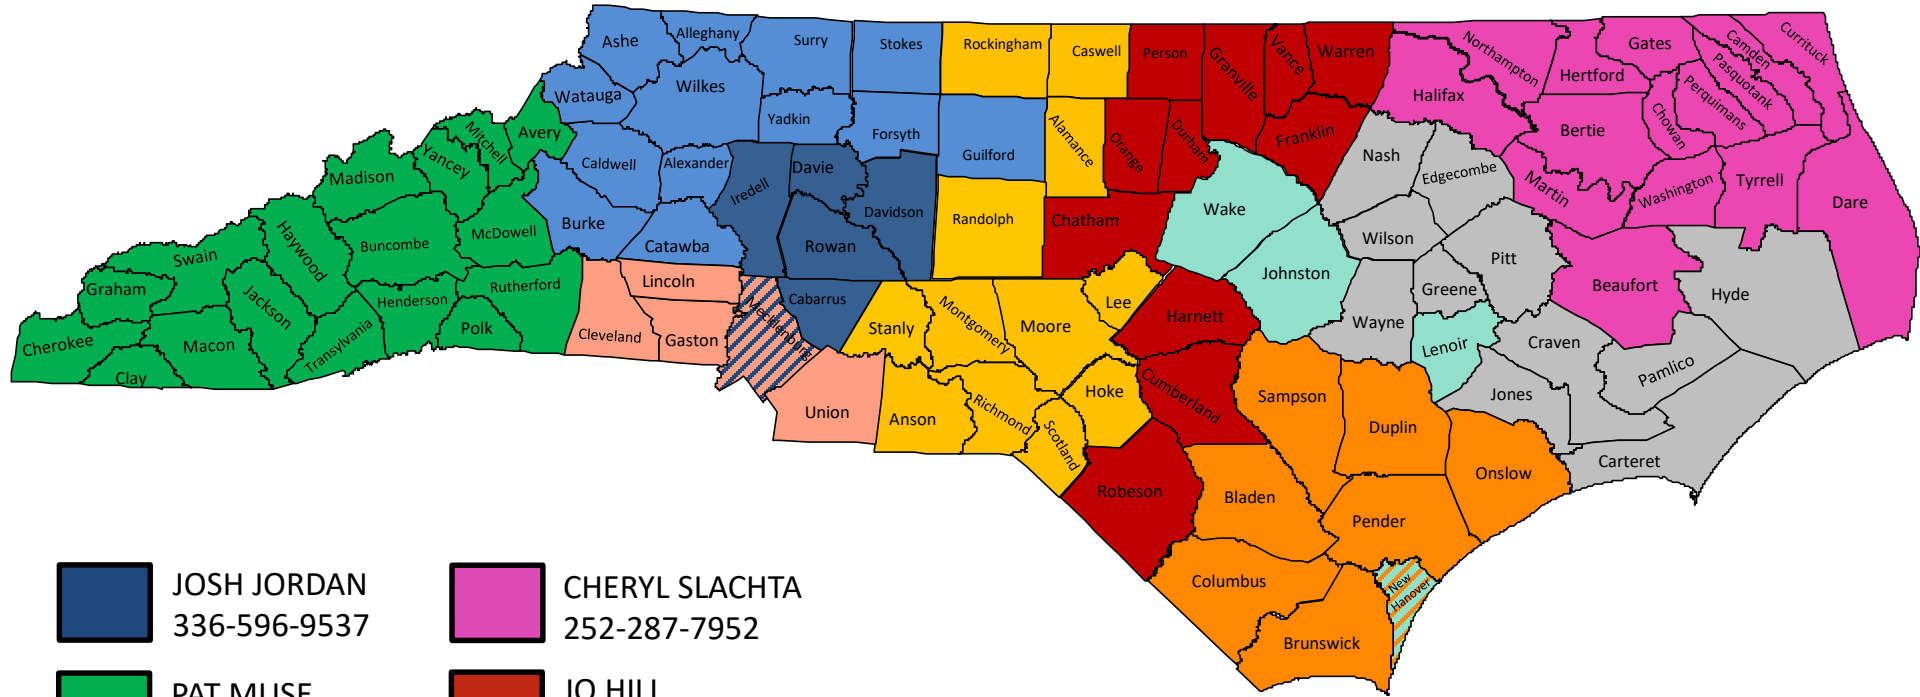 Ashe
Alleghany
Surry
Stokes
Rockingham
Caswell
Person
Granville
Vance
Warren
Northampton
Gates
Camden
Currituck
Hertford
Pasquotank
Perquimans
Chowan
Halifax
Bertie
Watauga
Wilkes
Yadkin
Forsyth
Guilford
Alamance
Orange
Durham
Franklin
Nash
Edgecombe
Martin
Washington
Tyrrell
Dare
Mitchell
Avery
Yancey
Madison
Caldwell
Alexander
Iredell
Davie
Davidson
Randolph
Chatham
Wake
Wilson
Pitt
Beaufort
Hyde
Haywood
Buncombe
McDowell
Burke
Catawba
Rowan
Johnston
Greene
Swain
Graham
Jackson
Henderson
Rutherford
Lincoln
Cabarrus
Mecklenburg
Stanly
Montgomery
Moore
Lee
Harnett
Wayne
Lenoir
Craven
Pamlico
Cherokee
Macon
Clay
Transylvania
Polk
Cleveland
Gaston
Union
Anson
Richmond
Scotland
Hoke
Cumberland
Sampson
Duplin
Jones
Carteret
Onslow
Robeson
Bladen
Pender
Columbus
Brunswick
New
Hanover
JOSH JORDAN
336-596-9537
CHERYL SLACHTA
252-287-7952
PAT MUSE
JO HILL